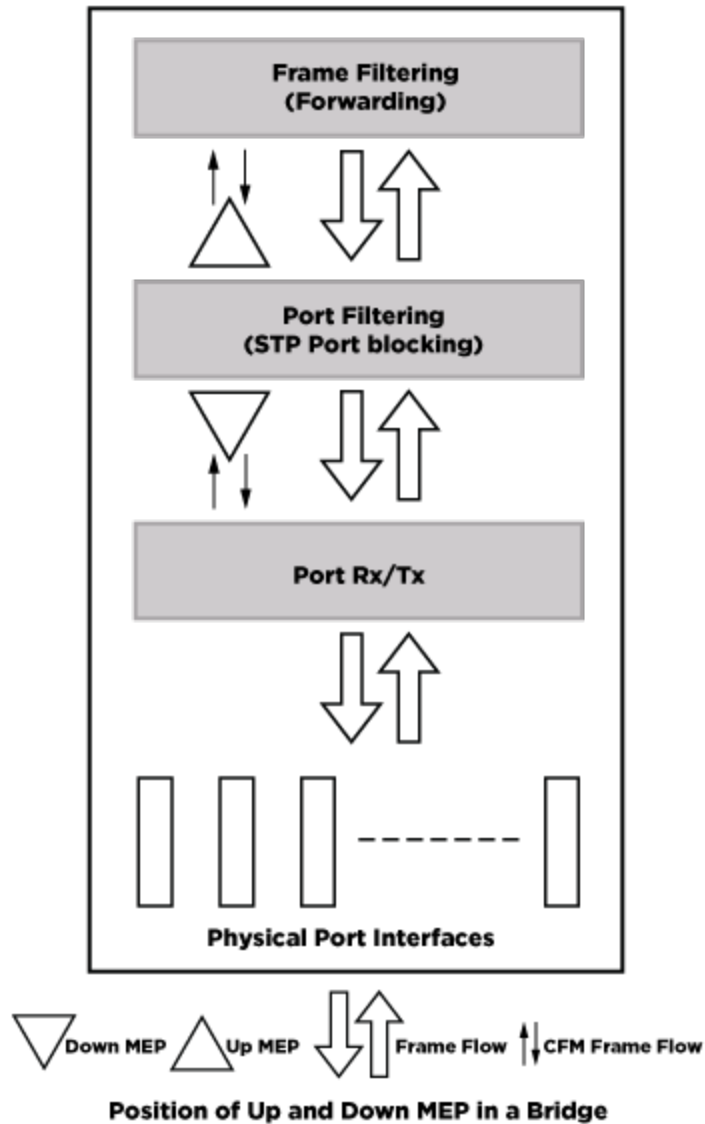 Frame Filtering
(Forwarding)
Port Filtering
(STP Port blocking)
Port Rx/Tx
Physical Port Interfaces
Down MEP
Up MEP
Frame Flow
CFM Frame Flow
Position of Up and Down MEP in a Bridge